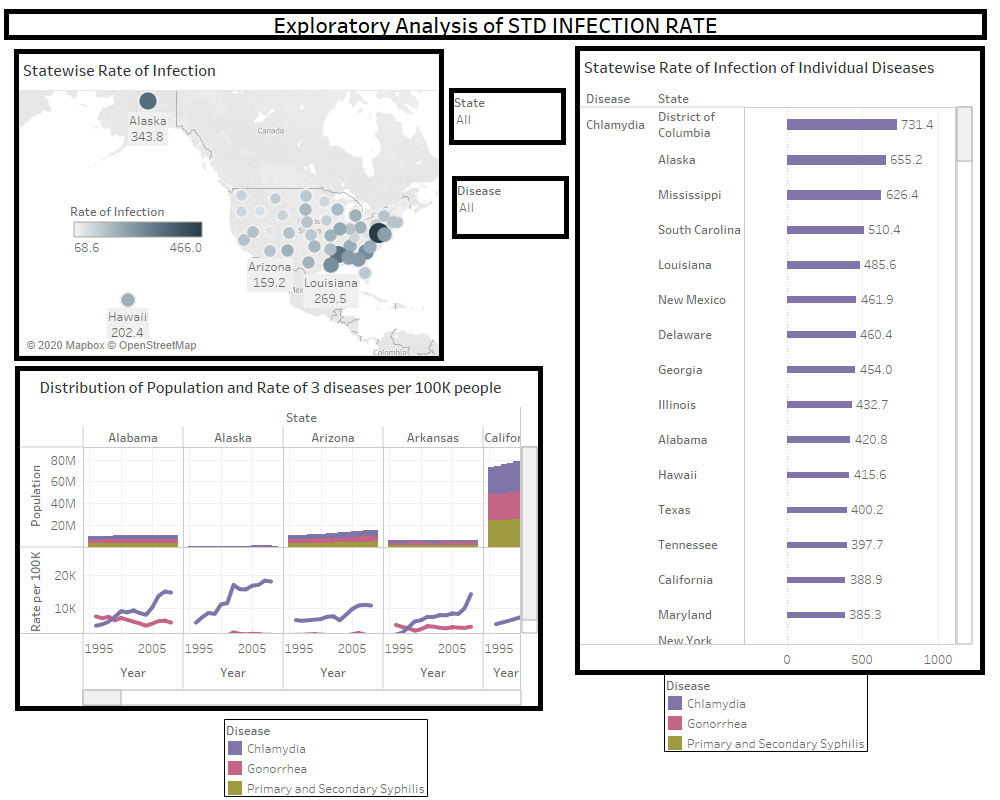 Exploratory Analysis of STD INFECTION RATE
Statewise Rate of Infection
Alaska
343.8
Canada
Rate of Infection
68.6 466.0
Arizona
159.2
Louisiana
269.5
Hawaii
202.4
© 2020 Mapbox © OpenStreetMap
Colombia
State
All
Disease
All
Statewise Rate of Infection of Individual Diseases
Disease State
Chlamydia District of Columbia 731.4
Alaska 655.2
Mississippi 626.4
South Carolina 510.4
Louisiana 485.6
New Mexico 461.9
Delaware 460.4
Georgia 454.0
Illinois 432.7
Alabama 420.8
Hawaii 415.6
Texas 400.2
Tennessee 397.7
California 388.9
Maryland 385.3
New York
0 500 1000
Disease
Chlamydia
Gonorrhea
Primary and Secondary Syphilis
Distribution of Population and Rate of 3 diseases per 100K people
State
Alabama Alaska Arizona Arkansas Califor
Population
80M
60M
40M
20M
Rate per 100K
20K
10K
1995 2005 1995 2005 1995 2005 1995 2005 1995
Year Year Year Year Year
Disease
Chlamydia
Gonorrhea
Primary and Secondary Syphilis